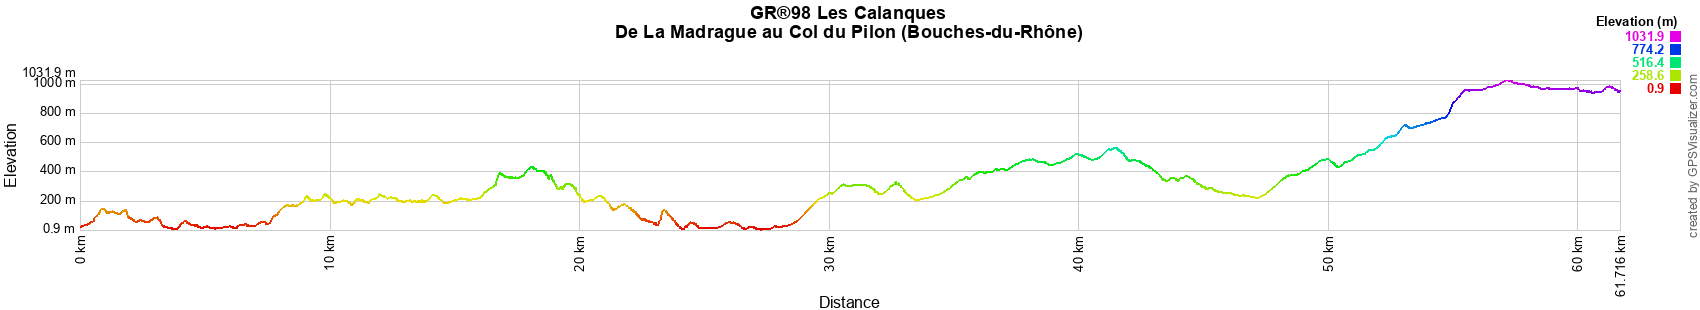 GR®98 Les Calanques
De La Madrague au Col du Pilon (Bouches-du-Rhône)
Elevation (m)
1031.9
774.2
516.4
258.6
0.9
1031.9 m
1000 m
800 m
600 m
400 m
200 m
0.9 m
Elevation
0 km
10 km
20 km
30 km
40 km
50 km
60 km
61.716 km
Distance
created by GPSVisualizer.com